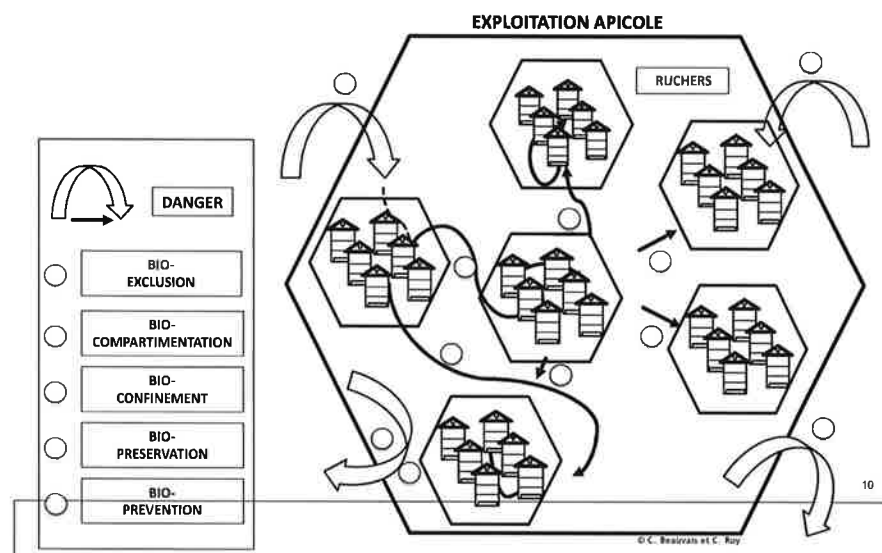 EXPLOITATION APICOLE
RUCHERS
DANGER
BIO-
EXCLUSION
BIO-
COMPARTIMENTATION
BIO-
CONFINEMENT
BIO-
PRESERVATION
BIO-
PREVENTION
10
© C. Beauvais et C. Roy